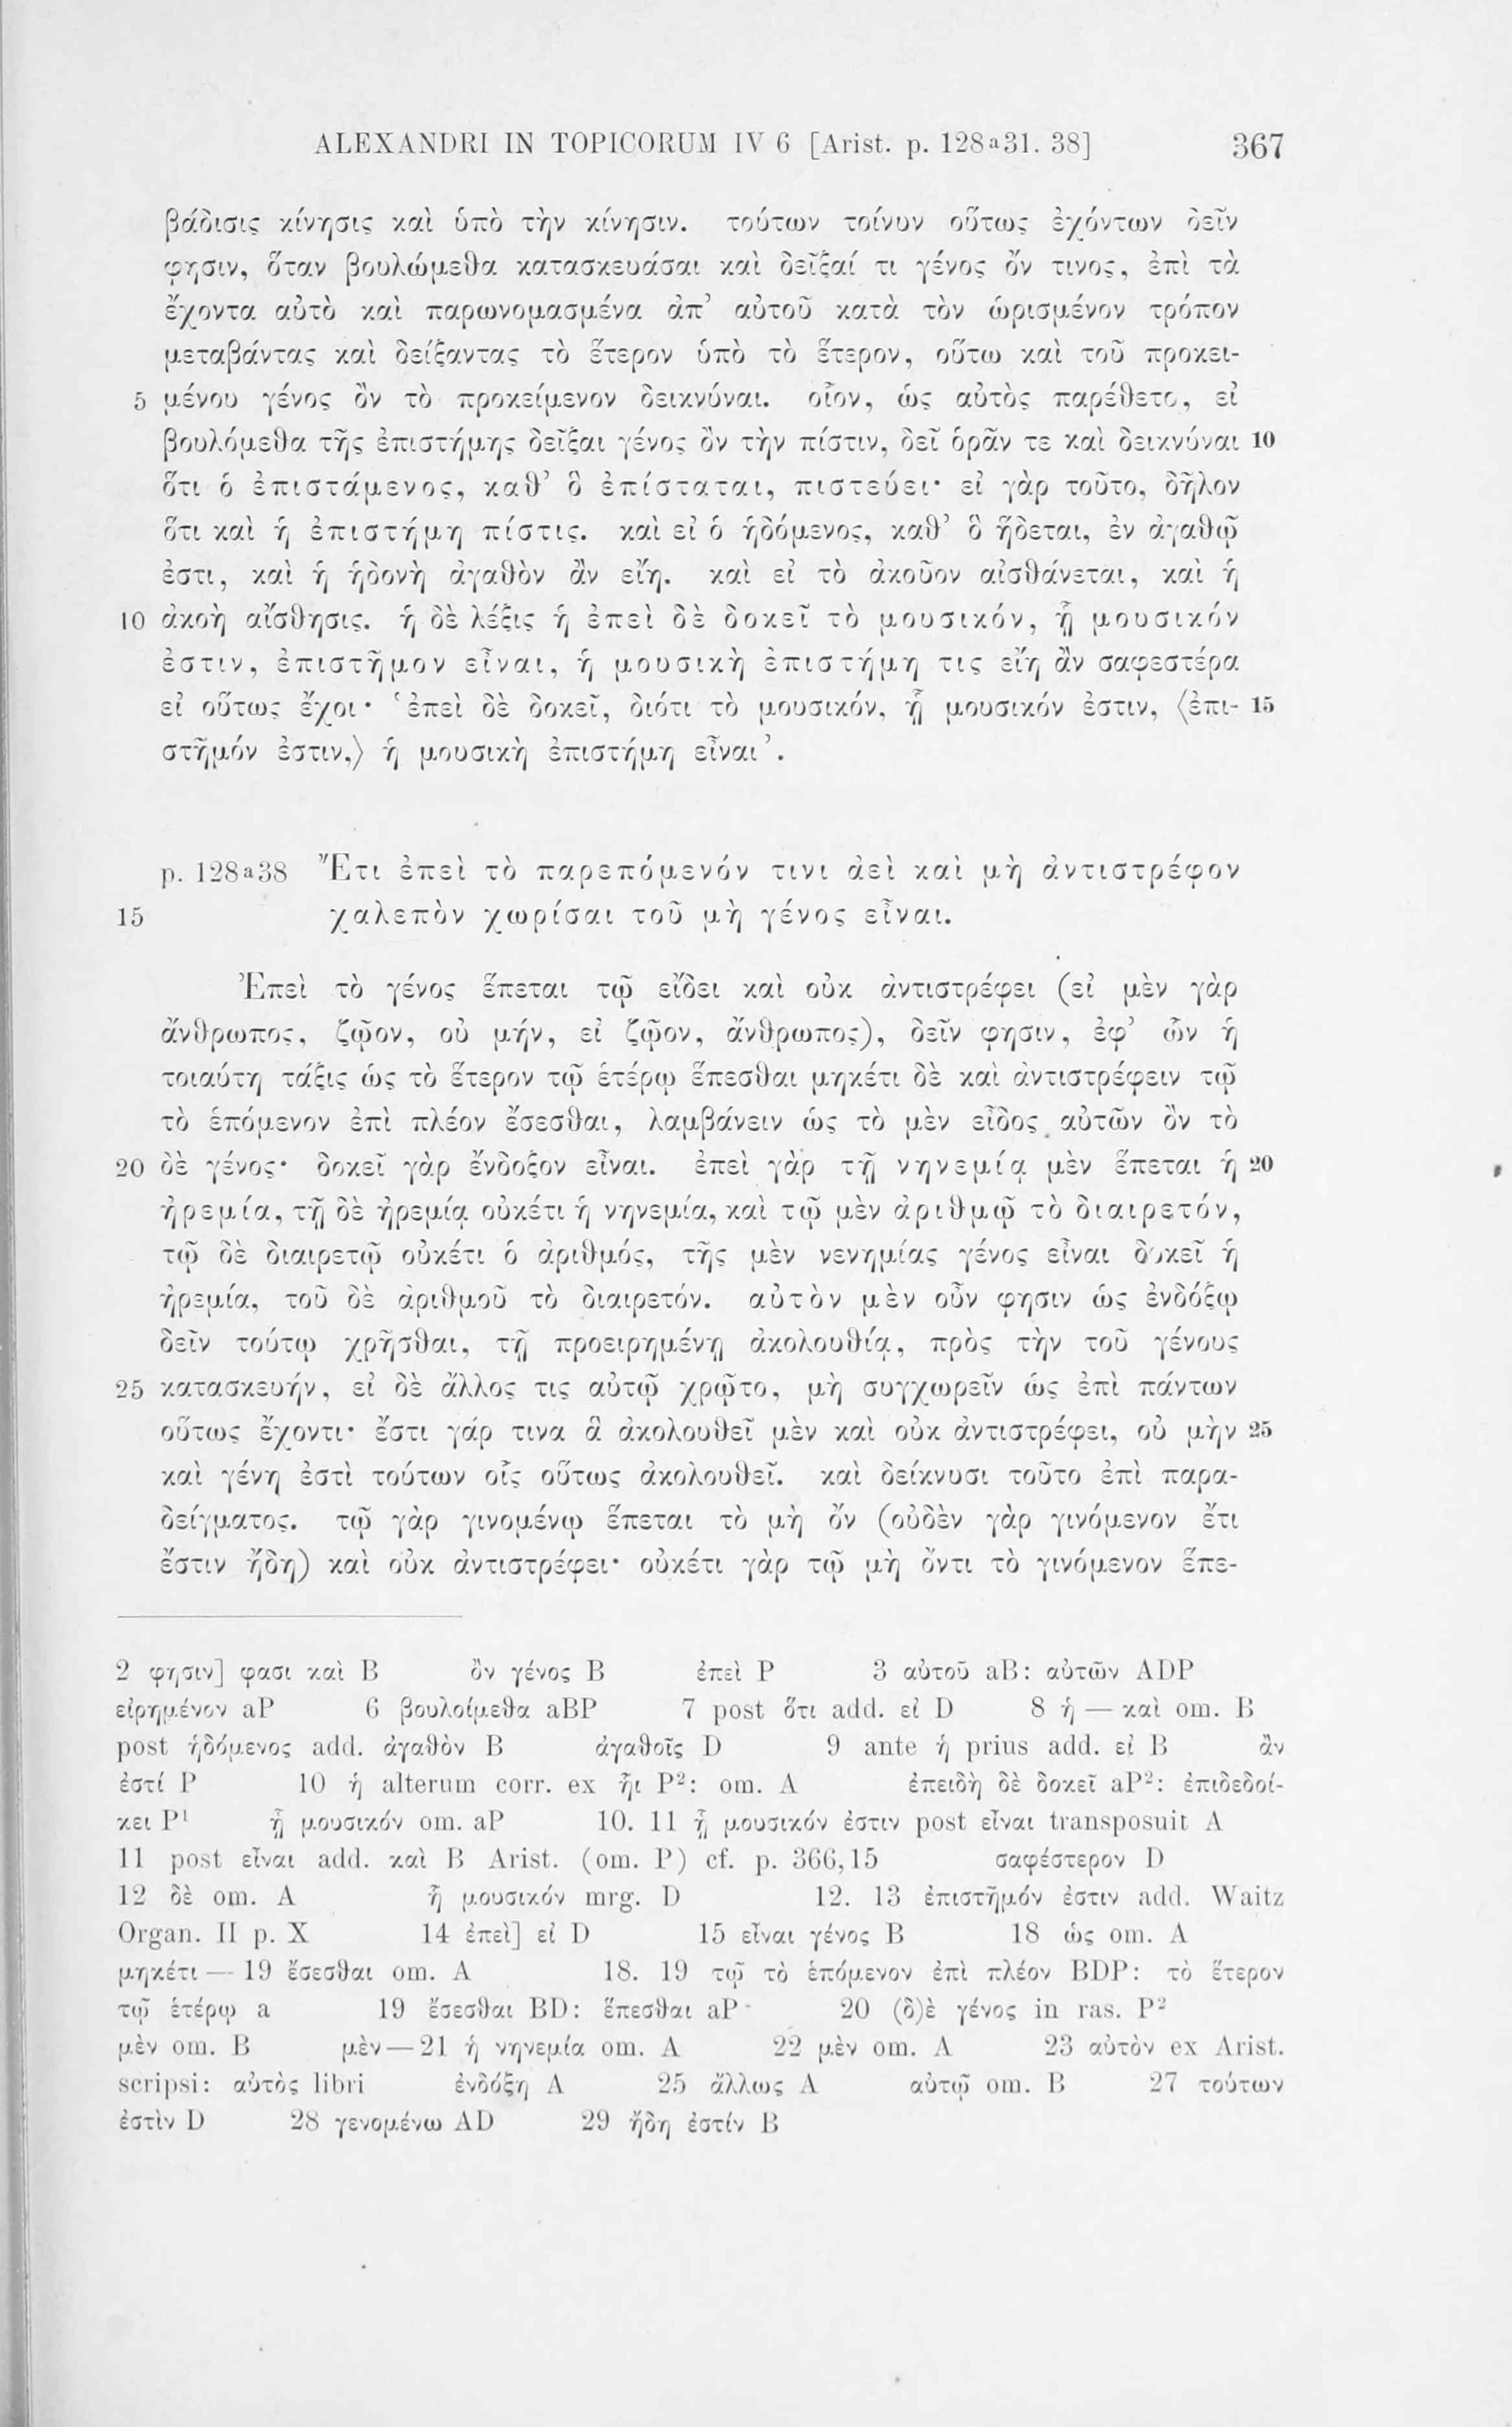 ALEXANDRI IN TOPICORUM IV 6 [Arist. p. 128a31. 38] 367
βάδισις κίνησις καὶ ὑπὸ τὴν κίνησιν. τούτων τοίνυν οὕτως ἐχόντων δεῖν
φησιν, ὅταν βουλώμεθα κατασκευάσαι καὶ δεῖξαί τι γένος ὄν τινος, ἐπὶ τὰ
ἔχοντα αὐτὸ καὶ παρωνομασμένα ἀπ’ αὐτοῦ κατὰ τὸν ὡρισμένον τρόπον
μεταβάντας καὶ δείξαντας τὸ ἕτερον ὑπὸ τὸ ἕτερον, οὕτω καὶ τοῦ προκει-
5 μένου γένος ὂν τὸ προκείμενον δεικνύναι. οἷον, ὡς αὐτὸς παρέθετο, εἰ
βουλόμεθα τῆς ἐπιστήμης δεῖξαι γένος ὂν τὴν πίστιν, δεῖ ὁρᾶν τε καὶ δεικνύναι 10
ὅτι ὁ ἐπιστάμενος, καθ’ ὃ ἐπίσταται, πιστεύει· εἰ γὰρ τοῦτο, δῆλον
ὅτι καὶ ἡ ἐπιστήμη πίστις. καὶ εἰ ὁ ἡδόμενος, καθ’ ὃ ἥδεται, ἐν ἀγαθῷ
ἐστι, καὶ ἡ ἡδονὴ ἀγαθὸν ἂν εἴη. καὶ εἰ τὸ ἀκοῦον αἰσθάνεται, καὶ ἡ
10 ἀκοὴ αἴσθησις. ἡ δὲ λέξις ἡ ἐπεὶ δὲ δοκεῖ τὸ μουσικόν, ᾗ μουσικόν
ἐστιν, ἐπιστῆμον εἶναι, ἡ μουσικὴ ἐπιστήμη τις εἴη ἂν σαφεστέρα
εἰ οὕτως ἔχοι· ‘ἐπεὶ δὲ δοκεῖ, διότι τὸ μουσικόν, ᾗ μουσικόν ἐστιν, ⟨ἐπι- 15
στῆμόν ἐστιν,⟩ ἡ μουσικὴ ἐπιστήμη εἶναι’.
p. 128a38 Ἔτι ἐπεὶ τὸ παρεπόμενόν τινι ἀεὶ καὶ μὴ ἀντιστρέφον
15 χαλεπὸν χωρίσαι τοῦ μὴ γένος εἶναι.
Ἐπεὶ τὸ γένος ἕπεται τῷ εἴδει καὶ οὐκ ἀντιστρέφει (εἰ μὲν γὰρ
ἄνθρωπος, ζῷον, οὐ μήν, εἰ ζῷον, ἄνθρωπος), δεῖν φησιν, ἐφ’ ὧν ἡ
τοιαύτη τάξις ὡς τὸ ἕτερον τῷ ἑτέρῳ ἕπεσθαι μηκέτι δὲ καὶ ἀντιστρέφειν τῷ
τὸ ἑπόμενον ἐπὶ πλέον ἔσεσθαι, λαμβάνειν ὡς τὸ μὲν εἶδος αὐτῶν ὂν τὸ
20 δὲ γένος· δοκεῖ γὰρ ἔνδοξον εἶναι. ἐπεὶ γὰρ τῇ νηνεμίᾳ μὲν ἕπεται ἡ 20
ἠρεμία, τῇ δὲ ἠρεμίᾳ οὐκέτι ἡ νηνεμία, καὶ τῷ μὲν ἀριθμῷ τὸ διαιρετόν,
τῷ δὲ διαιρετῷ οὐκέτι ὁ ἀριθμός, τῆς μὲν νενημίας γένος εἶναι δοκεῖ ἡ
ἠρεμία, τοῦ δὲ ἀριθμοῦ τὸ διαιρετόν. αὐτὸν μὲν οὖν φησιν ὡς ἐνδόξῳ
δεῖν τούτῳ χρῆσθαι, τῇ προειρημένῃ ἀκολουθίᾳ, πρὸς τὴν τοῦ γένους
25 κατασκευήν, εἰ δὲ ἄλλος τις αὐτῷ χρῷτο, μὴ συγχωρεῖν ὡς ἐπὶ πάντων
οὕτως ἔχοντι· ἔστι γάρ τινα ἃ ἀκολουθεῖ μὲν καὶ οὐκ ἀντιστρέφει, οὐ μὴν 25
καὶ γένη ἐστὶ τούτων οἷς οὕτως ἀκολουθεῖ. καὶ δείκνυσι τοῦτο ἐπὶ παρα-
δείγματος. τῷ γὰρ γινομένῳ ἕπεται τὸ μὴ ὄν (οὐδὲν γὰρ γινόμενον ἔτι
ἔστιν ἤδη) καὶ οὐκ ἀντιστρέφει· οὐκέτι γὰρ τῷ μὴ ὄντι τὸ γινόμενον ἕπε-
2 φησιν] φασι καὶ B ὂν γένος B ἐπεὶ P 3 αὐτοῦ aB: αὐτῶν ADP
εἰρημένον aP 6 βουλοίμεθα aBP 7 post ὅτι add. εἰ D 8 ἡ — καὶ om. B
post ἡδόμενος add. ἀγαθὸν B ἀγαθοῖς D 9 ante ἡ prius add. εἰ B ἂν
ἐστί P 10 ἡ alterum corr. ex ἦι P²: om. A ἐπειδὴ δὲ δοκεῖ aP²: ἐπιδεδοί-
κει P¹ ᾗ μουσικόν om. aP 10. 11 ᾗ μουσικόν ἐστιν post εἶναι transposuit A
11 post εἶναι add. καὶ B Arist. (om. P) cf. p. 366,15 σαφέστερον D
12 δὲ om. A ᾗ μουσικόν mrg. D 12. 13 ἐπιστῆμόν ἐστιν add. Waitz
Organ. II p. X 14 ἐπεὶ] εἰ D 15 εἶναι γένος B 18 ὡς om. A
μηκέτι — 19 ἔσεσθαι om. A 18. 19 τῷ τὸ ἑπόμενον ἐπὶ πλέον BDP: τὸ ἕτερον
τῷ ἑτέρῳ a 19 ἔσεσθαι BD: ἕπεσθαι aP 20 (δ)ὲ γένος in ras. P²
μὲν om. B μὲν — 21 ἡ νηνεμία om. A 22 μὲν om. A 23 αὐτὸν ex Arist.
scripsi: αὐτὸς libri ἐνδόξη A 25 ἄλλως A αὐτῷ om. B 27 τούτων
ἐστὶν D 28 γενομένω AD 29 ἤδη ἐστίν B